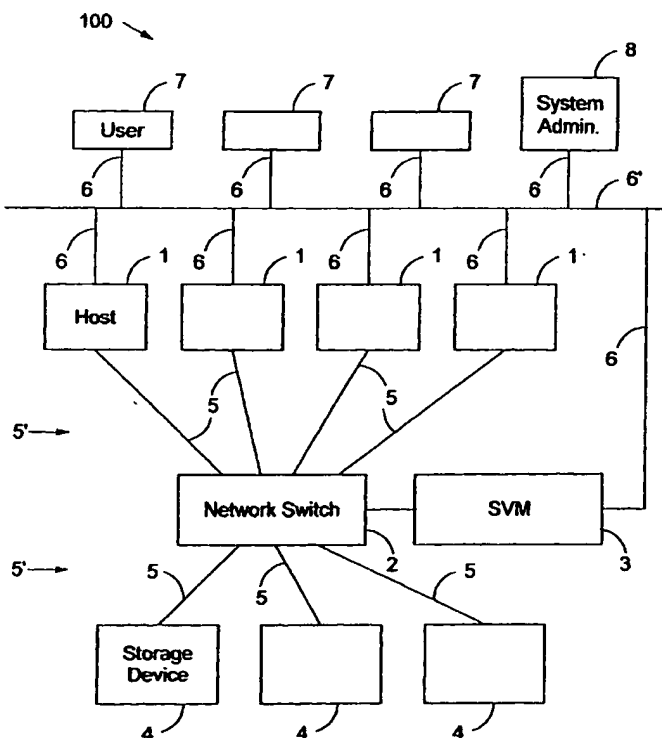 100
8
7 7 7
User
System
Admin.
6 6 6 6 6'
6 6 6 6
1 1 1 1
Host
6
5 5
5'
Network Switch SVM
2 3
5'
5 5 5
Storage
Device
4 4 4